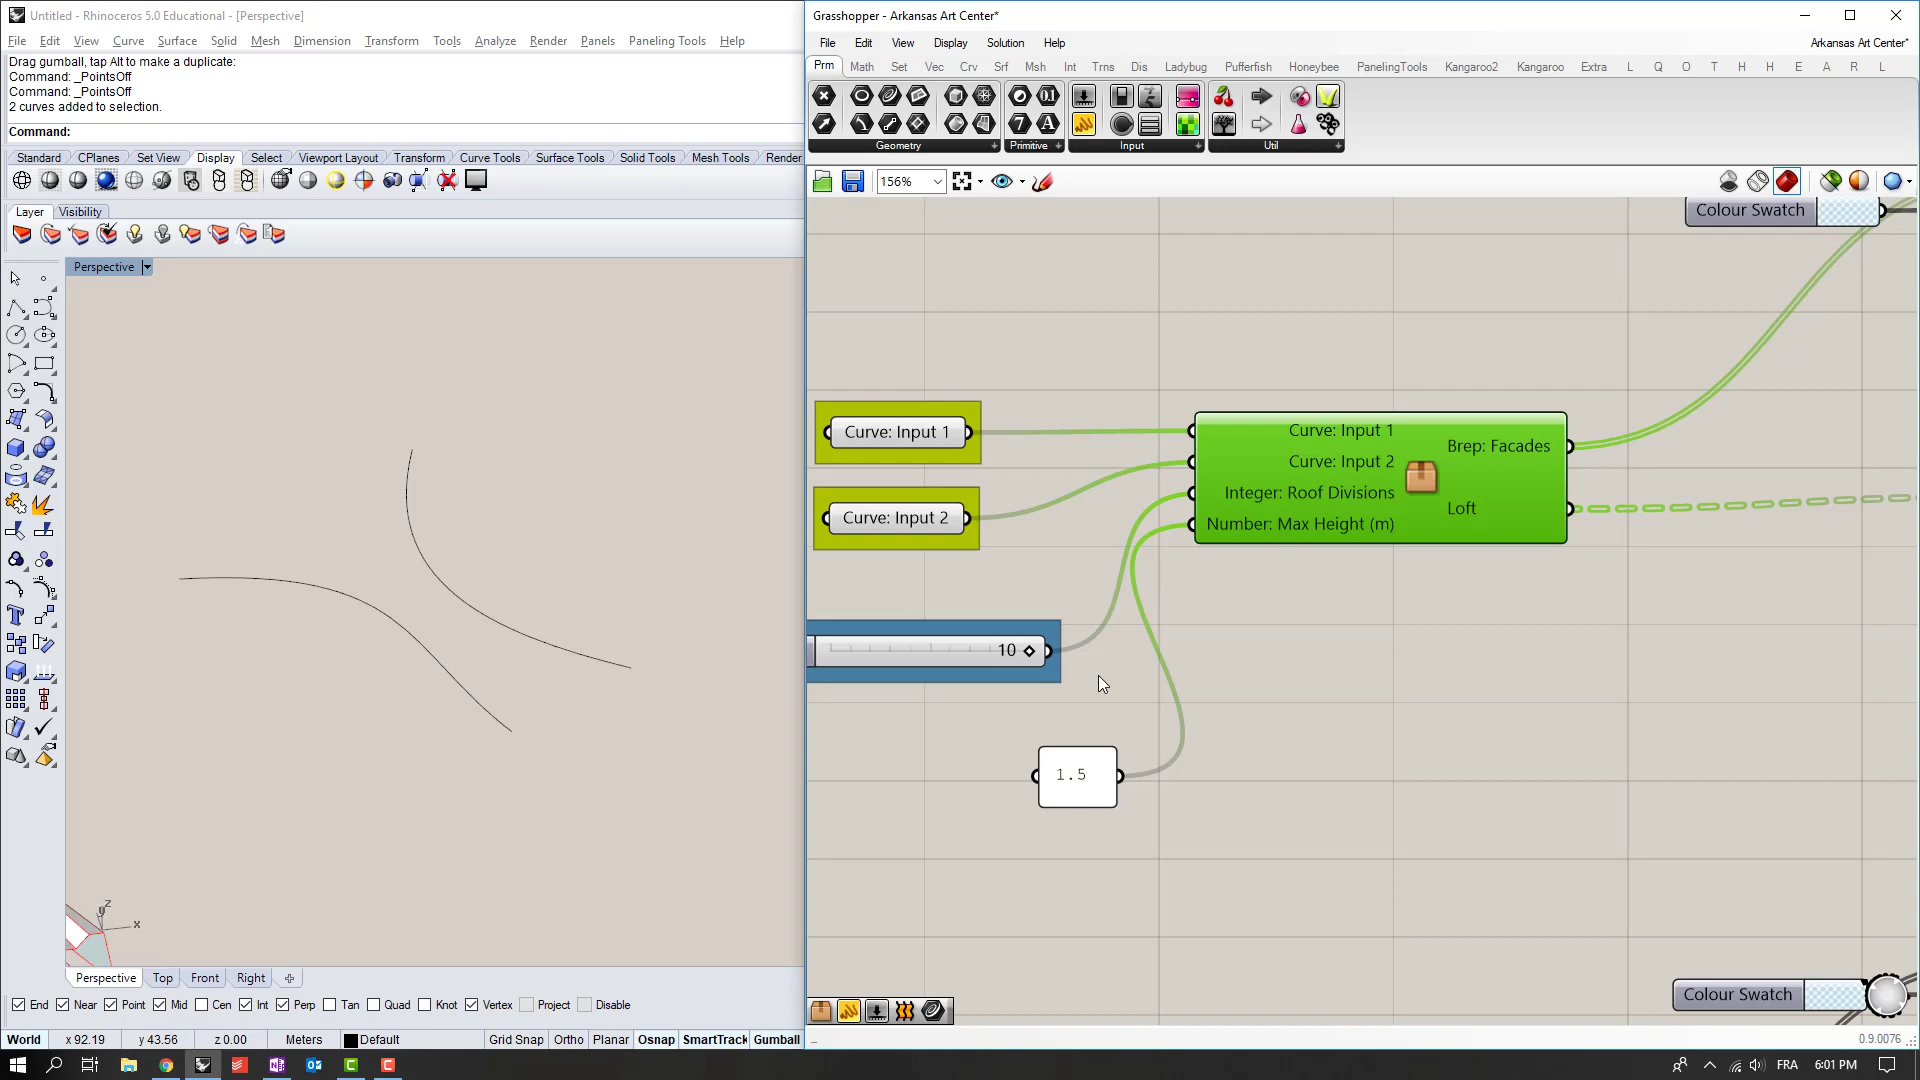 Untitled - Rhinoceros 5.0 Educational - [Perspective]
File Edit View Curve Surface Solid Mesh Dimension Transform Tools Analyze Render Panels Paneling Tools Help
Drag gumball, tap Alt to make a duplicate:
Command: _PointsOff
Command: _PointsOff
2 curves added to selection.
Command:
Standard CPlanes Set View Display Select Viewport Layout Transform Curve Tools Surface Tools Solid Tools Mesh Tools Render
Layer Visibility
Perspective
z
y
x
Perspective Top Front Right
End Near Point Mid Cen Int Perp Tan Quad Knot Vertex Project Disable
World x 92.19 y 43.56 z 0.00 Meters Default Grid Snap Ortho Planar Osnap SmartTrack Gumball
Grasshopper - Arkansas Art Center*
File Edit View Display Solution Help Arkansas Art Center*
Prm Math Set Vec Crv Srf Msh Int Trns Dis Ladybug Pufferfish Honeybee PanelingTools Kangaroo2 Kangaroo Extra L Q O T H H E A R L
Geometry Primitive Input Util
156%
Colour Swatch
Curve: Input 1
Curve: Input 2
Curve: Input 1
Curve: Input 2
Integer: Roof Divisions
Number: Max Height (m)
Brep: Facades
Loft
10
1.5
Colour Swatch
0.9.0076
FRA 6:01 PM